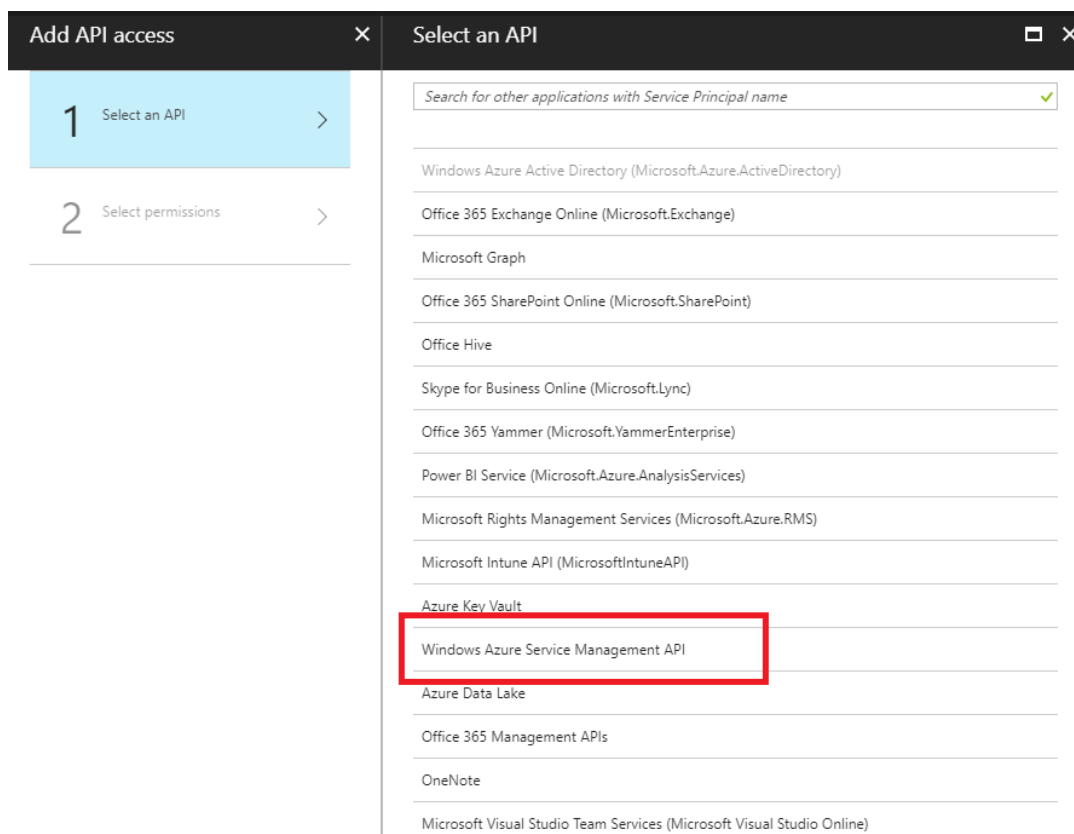 Add API access
1 Select an API
2 Select permissions
Select an API
Search for other applications with Service Principal name
Windows Azure Active Directory (Microsoft.Azure.ActiveDirectory)
Office 365 Exchange Online (Microsoft.Exchange)
Microsoft Graph
Office 365 SharePoint Online (Microsoft.SharePoint)
Office Hive
Skype for Business Online (Microsoft.Lync)
Office 365 Yammer (Microsoft.YammerEnterprise)
Power BI Service (Microsoft.Azure.AnalysisServices)
Microsoft Rights Management Services (Microsoft.Azure.RMS)
Microsoft Intune API (MicrosoftIntuneAPI)
Azure Key Vault
Windows Azure Service Management API
Azure Data Lake
Office 365 Management APIs
OneNote
Microsoft Visual Studio Team Services (Microsoft Visual Studio Online)